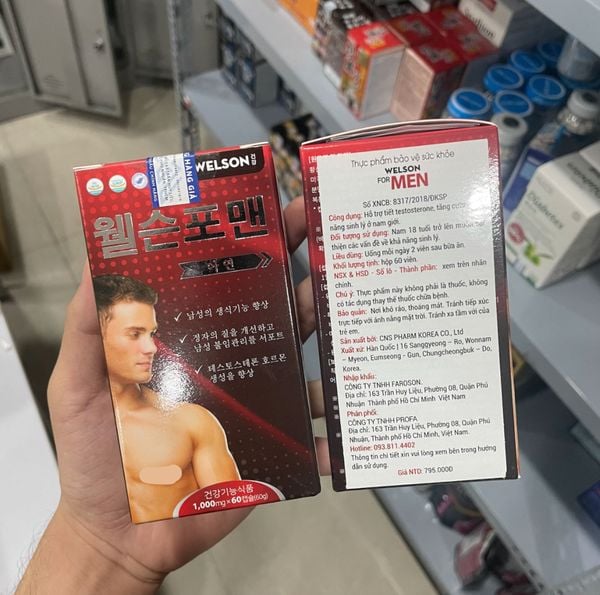 HÀNG GIẢ
WELSON
건강
웰슨포맨
아연
✓ 남성의 생식기능 향상
✓ 정자의 질을 개선하고
남성 불임관리를 서포트
✓ 테스토스테론 호르몬
생성을 향상
건강기능식품
1,000mg × 60캡슐(60g)
Thực phẩm bảo vệ sức khỏe
WELSON
FOR MEN
Số XNCB: 8317/2018/ĐKSP
Công dụng: Hỗ trợ tiết testosterone, tăng cường
năng sinh lý ở nam giới.
Đối tượng sử dụng: Nam 18 tuổi trở lên muốn
thiện các vấn đề về khả năng sinh lý.
Liều dùng: Uống mỗi ngày 2 viên sau bữa ăn.
Khối lượng tịnh: hộp 60 viên.
NSX & HSD - Số lô - Thành phần: xem trên nhãn
chính.
Chú ý: Thực phẩm này không phải là thuốc, không
có tác dụng thay thế thuốc chữa bệnh.
Bảo quản: Nơi khô ráo, thoáng mát. Tránh tiếp xúc
trực tiếp với ánh nắng mặt trời. Tránh xa tầm với của
trẻ em.
Sản xuất bởi: CNS PHARM KOREA CO., Ltd
Xuất xứ: Hàn Quốc | 16 Sanggyeong - Ro, Wonnam
- Myeon, Eumseong - Gun, Chungcheongbuk - Do,
Korea.
Nhập khẩu:
CÔNG TY TNHH FAROSON.
Địa chỉ: 163 Trần Huy Liệu, Phường 08, Quận Phú
Nhuận Thành phố Hồ Chí Minh Việt Nam
Phân phối:
CÔNG TY TNHH PROFA
Địa chỉ: 163 Trần Huy Liệu, Phường 08, Quận Phú
Nhuận, Thành phố Hồ Chí Minh, Việt Nam.
Hotline: 093.811.4402
Thông tin chi tiết xin vui lòng xem bên trong hướng
dẫn sử dụng.
Giá NTD: 795.000đ